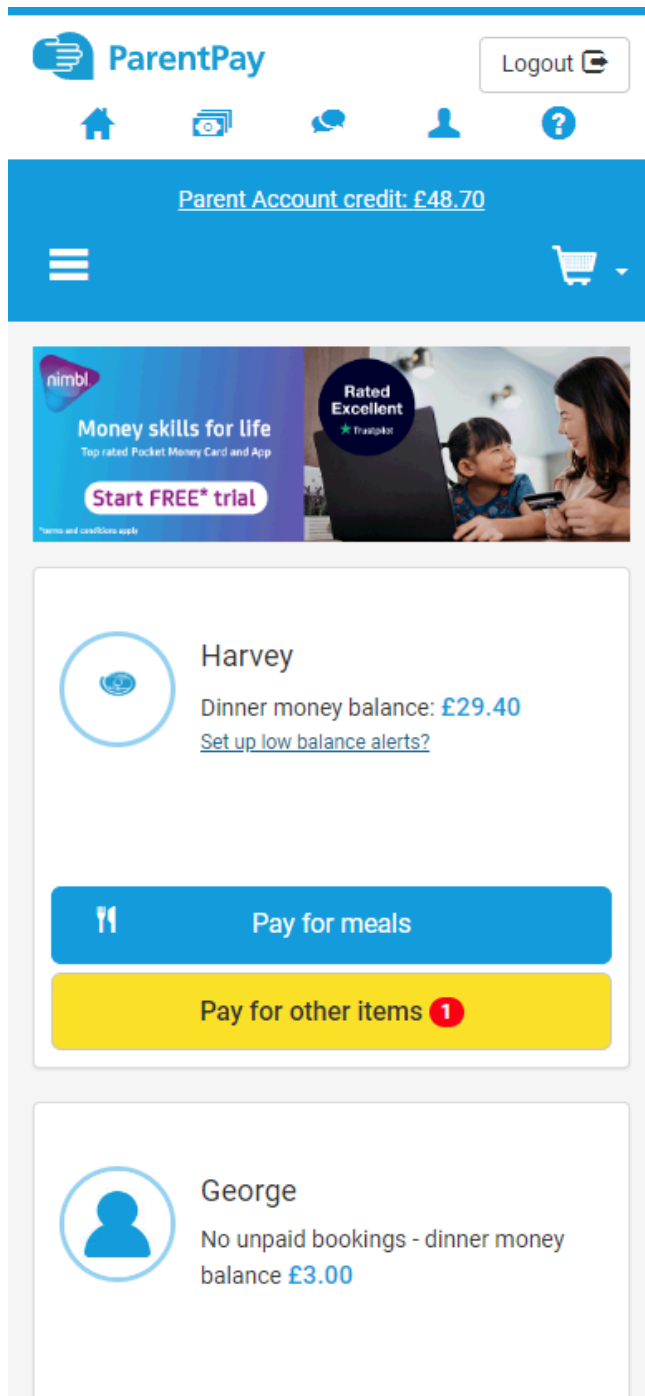 ParentPay
Logout
Parent Account credit: £48.70
nimbl.
Money skills for life
Top rated Pocket Money Card and App
Start FREE* trial
*terms and conditions apply
Rated
Excellent
Trustpilot
Harvey
Dinner money balance: £29.40
Set up low balance alerts?
Pay for meals
Pay for other items 1
George
No unpaid bookings - dinner money
balance £3.00